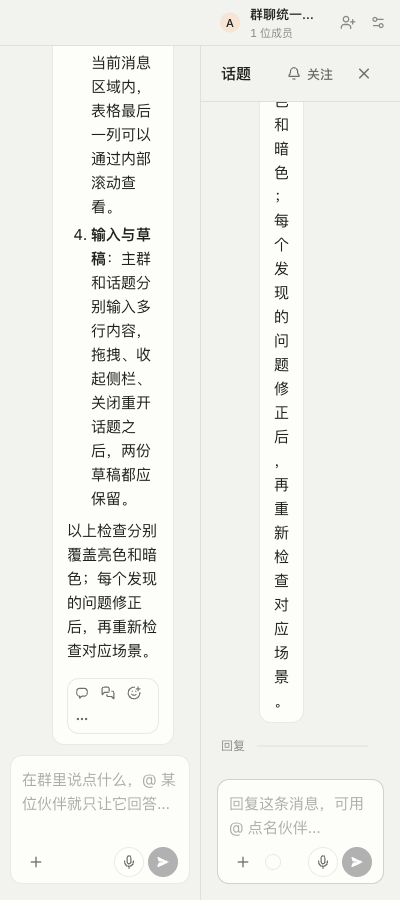 A
群聊统一...
1 位成员
当前消息
区域内，
表格最后
一列可以
通过内部
滚动查
看。
4. 输入与草
稿：主群
和话题分
别输入多
行内容，
拖拽、收
起侧栏、
关闭重开
话题之
后，两份
草稿都应
保留。
以上检查分别
覆盖亮色和暗
色；每个发现
的问题修正
后，再重新检
查对应场景。
在群里说点什么，@ 某
位伙伴就只让它回答...
话题
关注
色
和
暗
色
；
每
个
发
现
的
问
题
修
正
后
，
再
重
新
检
查
对
应
场
景
。
回复
回复这条消息，可用
@ 点名伙伴...